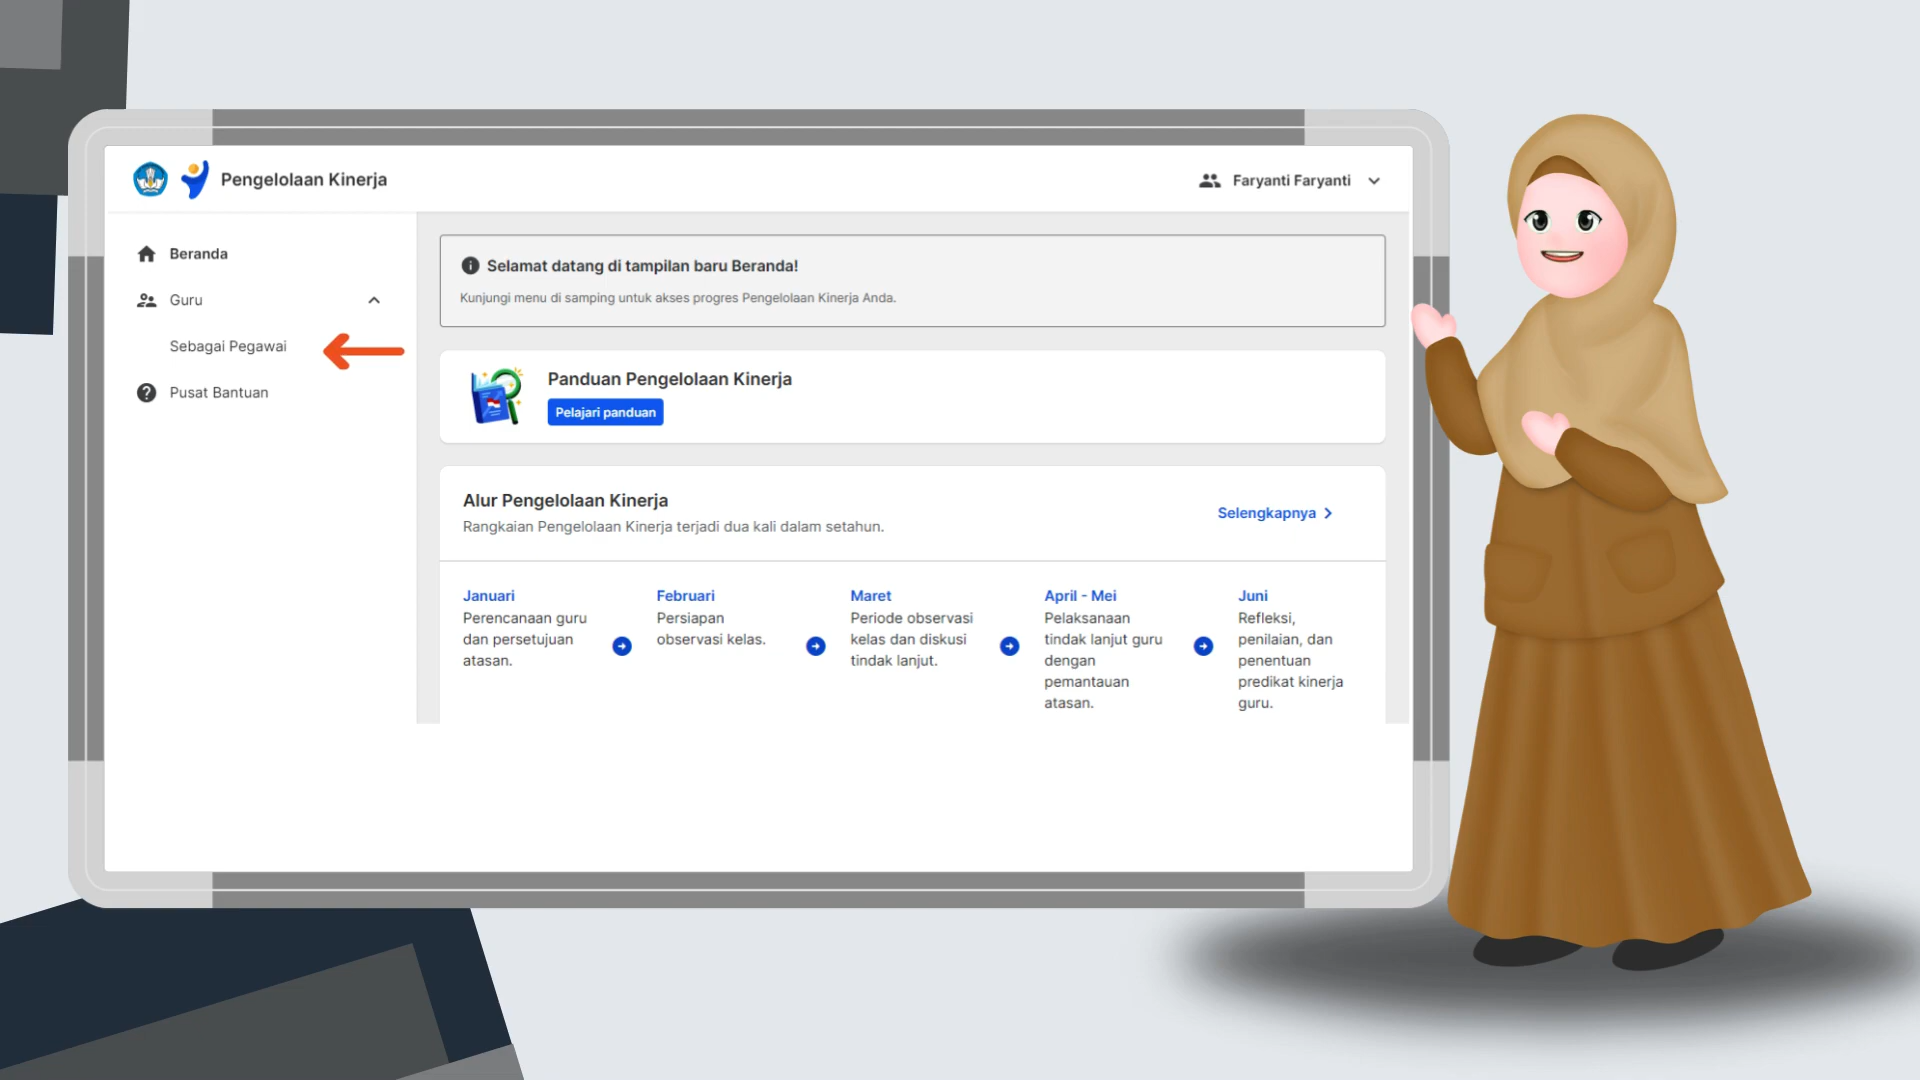 Pengelolaan Kinerja
Faryanti Faryanti
Beranda
Guru
Sebagai Pegawai
Pusat Bantuan
Selamat datang di tampilan baru Beranda!
Kunjungi menu di samping untuk akses progres Pengelolaan Kinerja Anda.
Panduan Pengelolaan Kinerja
Pelajari panduan
Alur Pengelolaan Kinerja
Rangkaian Pengelolaan Kinerja terjadi dua kali dalam setahun.
Selengkapnya
Januari
Perencanaan guru
dan persetujuan
atasan.
Februari
Persiapan
observasi kelas.
Maret
Periode observasi
kelas dan diskusi
tindak lanjut.
April - Mei
Pelaksanaan
tindak lanjut guru
dengan
pemantauan
atasan.
Juni
Refleksi,
penilaian, dan
penentuan
predikat kinerja
guru.